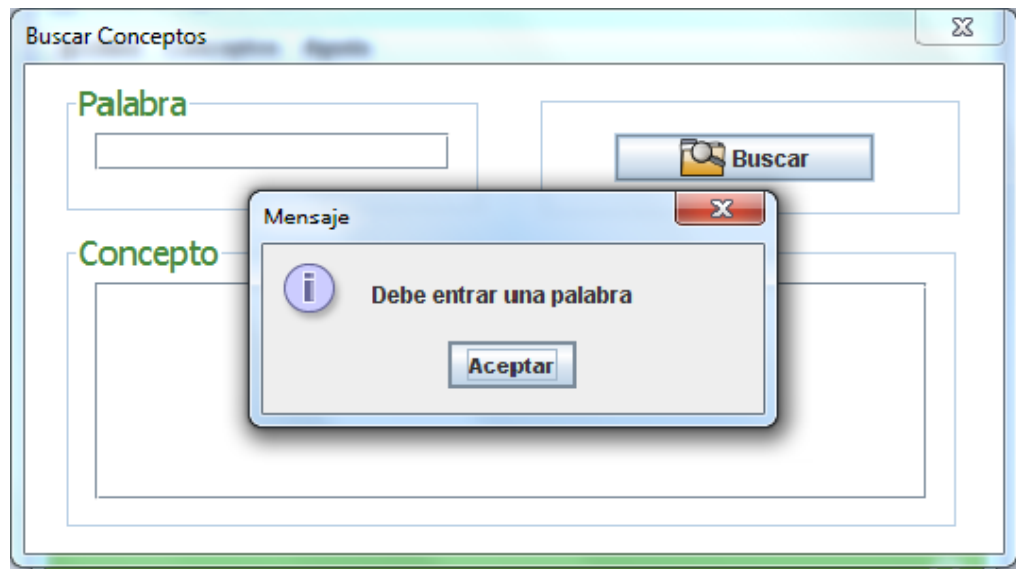 Buscar Conceptos
Palabra
Buscar
Mensaje
Concepto
Debe entrar una palabra
Aceptar